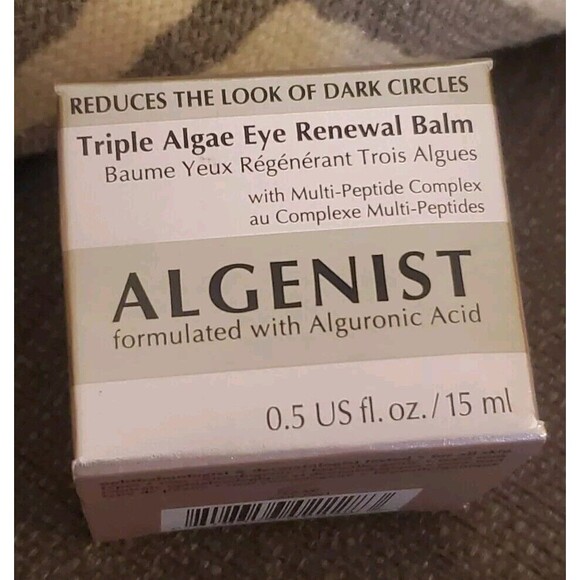 REDUCES THE LOOK OF DARK CIRCLES
Triple Algae Eye Renewal Balm
Baume Yeux Régénérant Trois Algues
with Multi-Peptide Complex
au Complexe Multi-Peptides
ALGENIST
formulated with Alguronic Acid
0.5 US fl. oz./15 ml